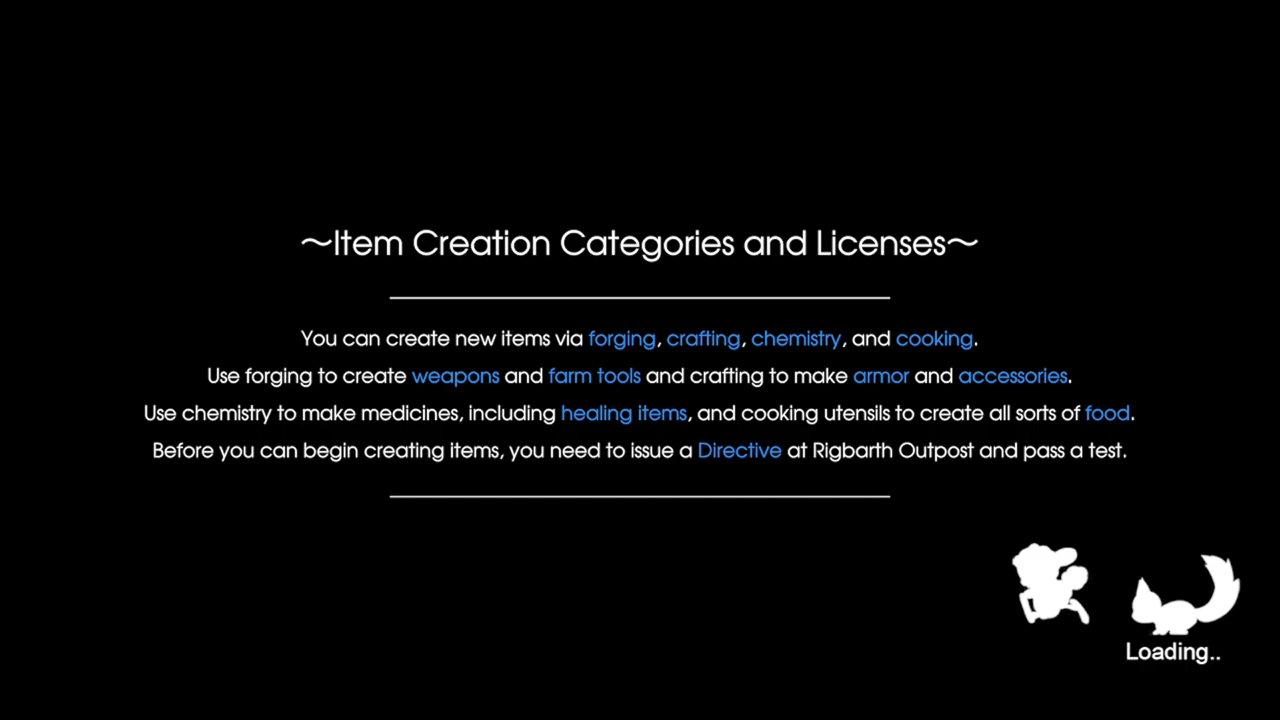 ～Item Creation Categories and Licenses～
You can create new items via forging, crafting, chemistry, and cooking.
Use forging to create weapons and farm tools and crafting to make armor and accessories.
Use chemistry to make medicines, including healing items, and cooking utensils to create all sorts of food.
Before you can begin creating items, you need to issue a Directive at Rigbarth Outpost and pass a test.
Loading..